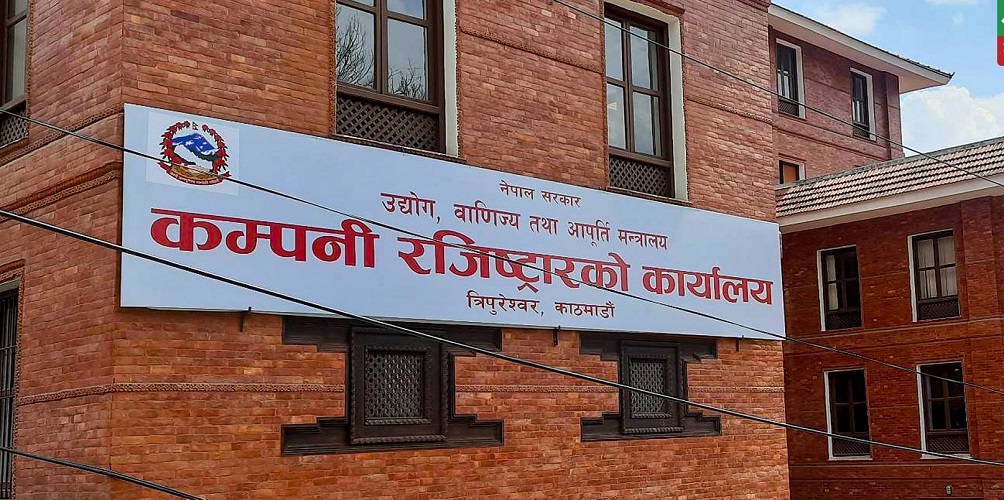 नेपाल सरकार
उद्योग, वाणिज्य तथा आपूर्ति मन्त्रालय
कम्पनी रजिष्ट्रारको कार्यालय
त्रिपुरेश्वर, काठमाडौँ